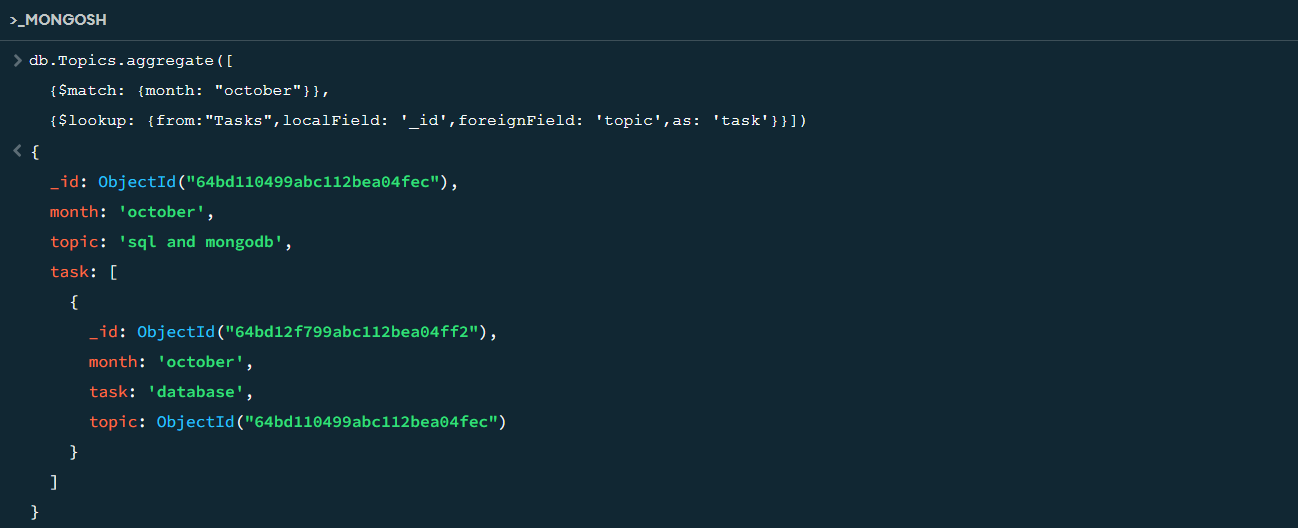 >_MONGOSH
> db.Topics.aggregate([
{$match: {month: "october"}},
{$lookup: {from:"Tasks",localField: '_id',foreignField: 'topic',as: 'task'}}])
< {
_id: ObjectId("64bd110499abc112bea04fec"),
month: 'october',
topic: 'sql and mongodb',
task: [
{
_id: ObjectId("64bd12f799abc112bea04ff2"),
month: 'october',
task: 'database',
topic: ObjectId("64bd110499abc112bea04fec")
}
]
}